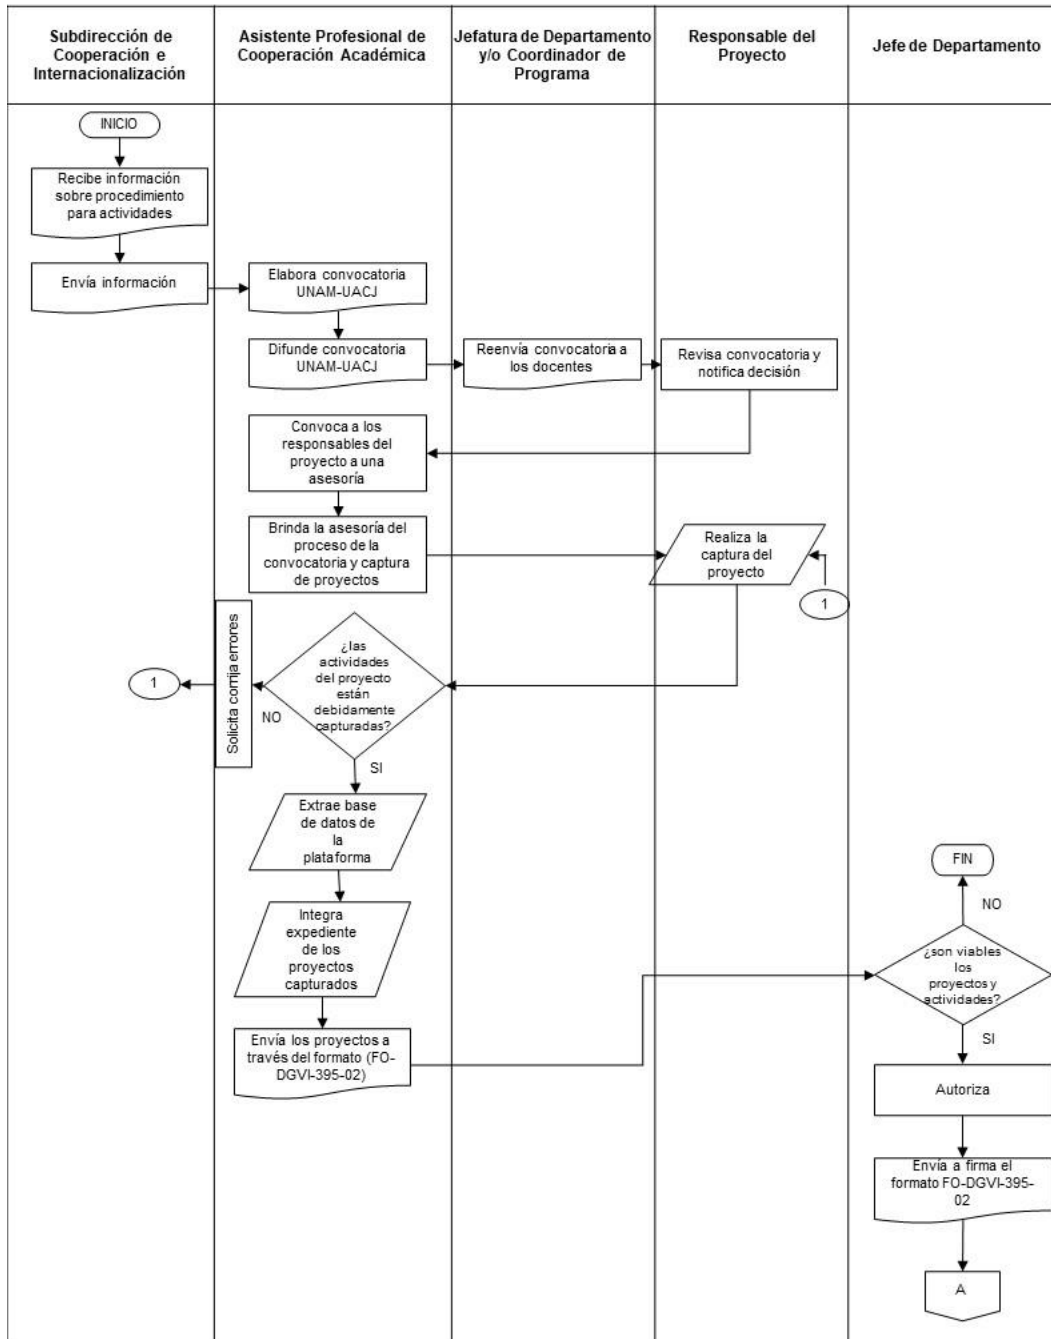 Subdirección de
Cooperación e
Internacionalización
Asistente Profesional de
Cooperación Académica
Jefatura de Departamento
y/o Coordinador de
Programa
Responsable del
Proyecto
Jefe de Departamento
INICIO
Recibe información
sobre procedimiento
para actividades
Envía información
Elabora convocatoria
UNAM-UACJ
Difunde convocatoria
UNAM-UACJ
Reenvía convocatoria a
los docentes
Revisa convocatoria y
notifica decisión
Convoca a los
responsables del
proyecto a una
asesoría
Brinda la asesoría del
proceso de la
convocatoria y captura
de proyectos
Realiza la
captura del
proyecto
1
¿las
actividades
del proyecto
están
debidamente
capturadas?
NO
Solicita corrija errores
1
SI
Extrae base
de datos de
la
plataforma
Integra
expediente
de los
proyectos
capturados
Envía los proyectos a
través del formato (FO-
DGVI-395-02)
FIN
NO
¿son viables
los
proyectos y
actividades?
SI
Autoriza
Envía a firma el
formato FO-DGVI-395-
02
A